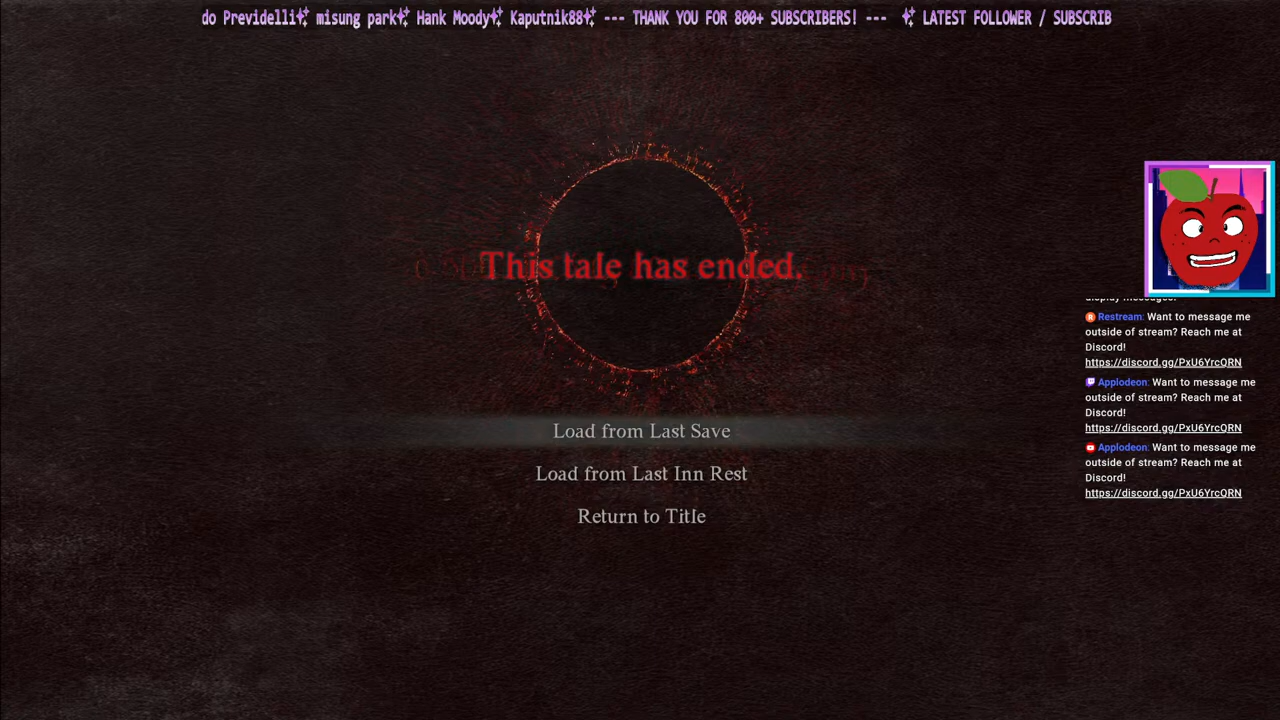 do Previdelli misung park Hank Moody Kaputnik88 --- THANK YOU FOR 800+ SUBSCRIBERS! --- LATEST FOLLOWER / SUBSCRIB
This tale has ended.
Load from Last Save
Load from Last Inn Rest
Return to Title
Restream: Want to message me
outside of stream? Reach me at
Discord!
https://discord.gg/PxU6YrcQRN
Applodeon: Want to message me
outside of stream? Reach me at
Discord!
https://discord.gg/PxU6YrcQRN
Applodeon: Want to message me
outside of stream? Reach me at
Discord!
https://discord.gg/PxU6YrcQRN